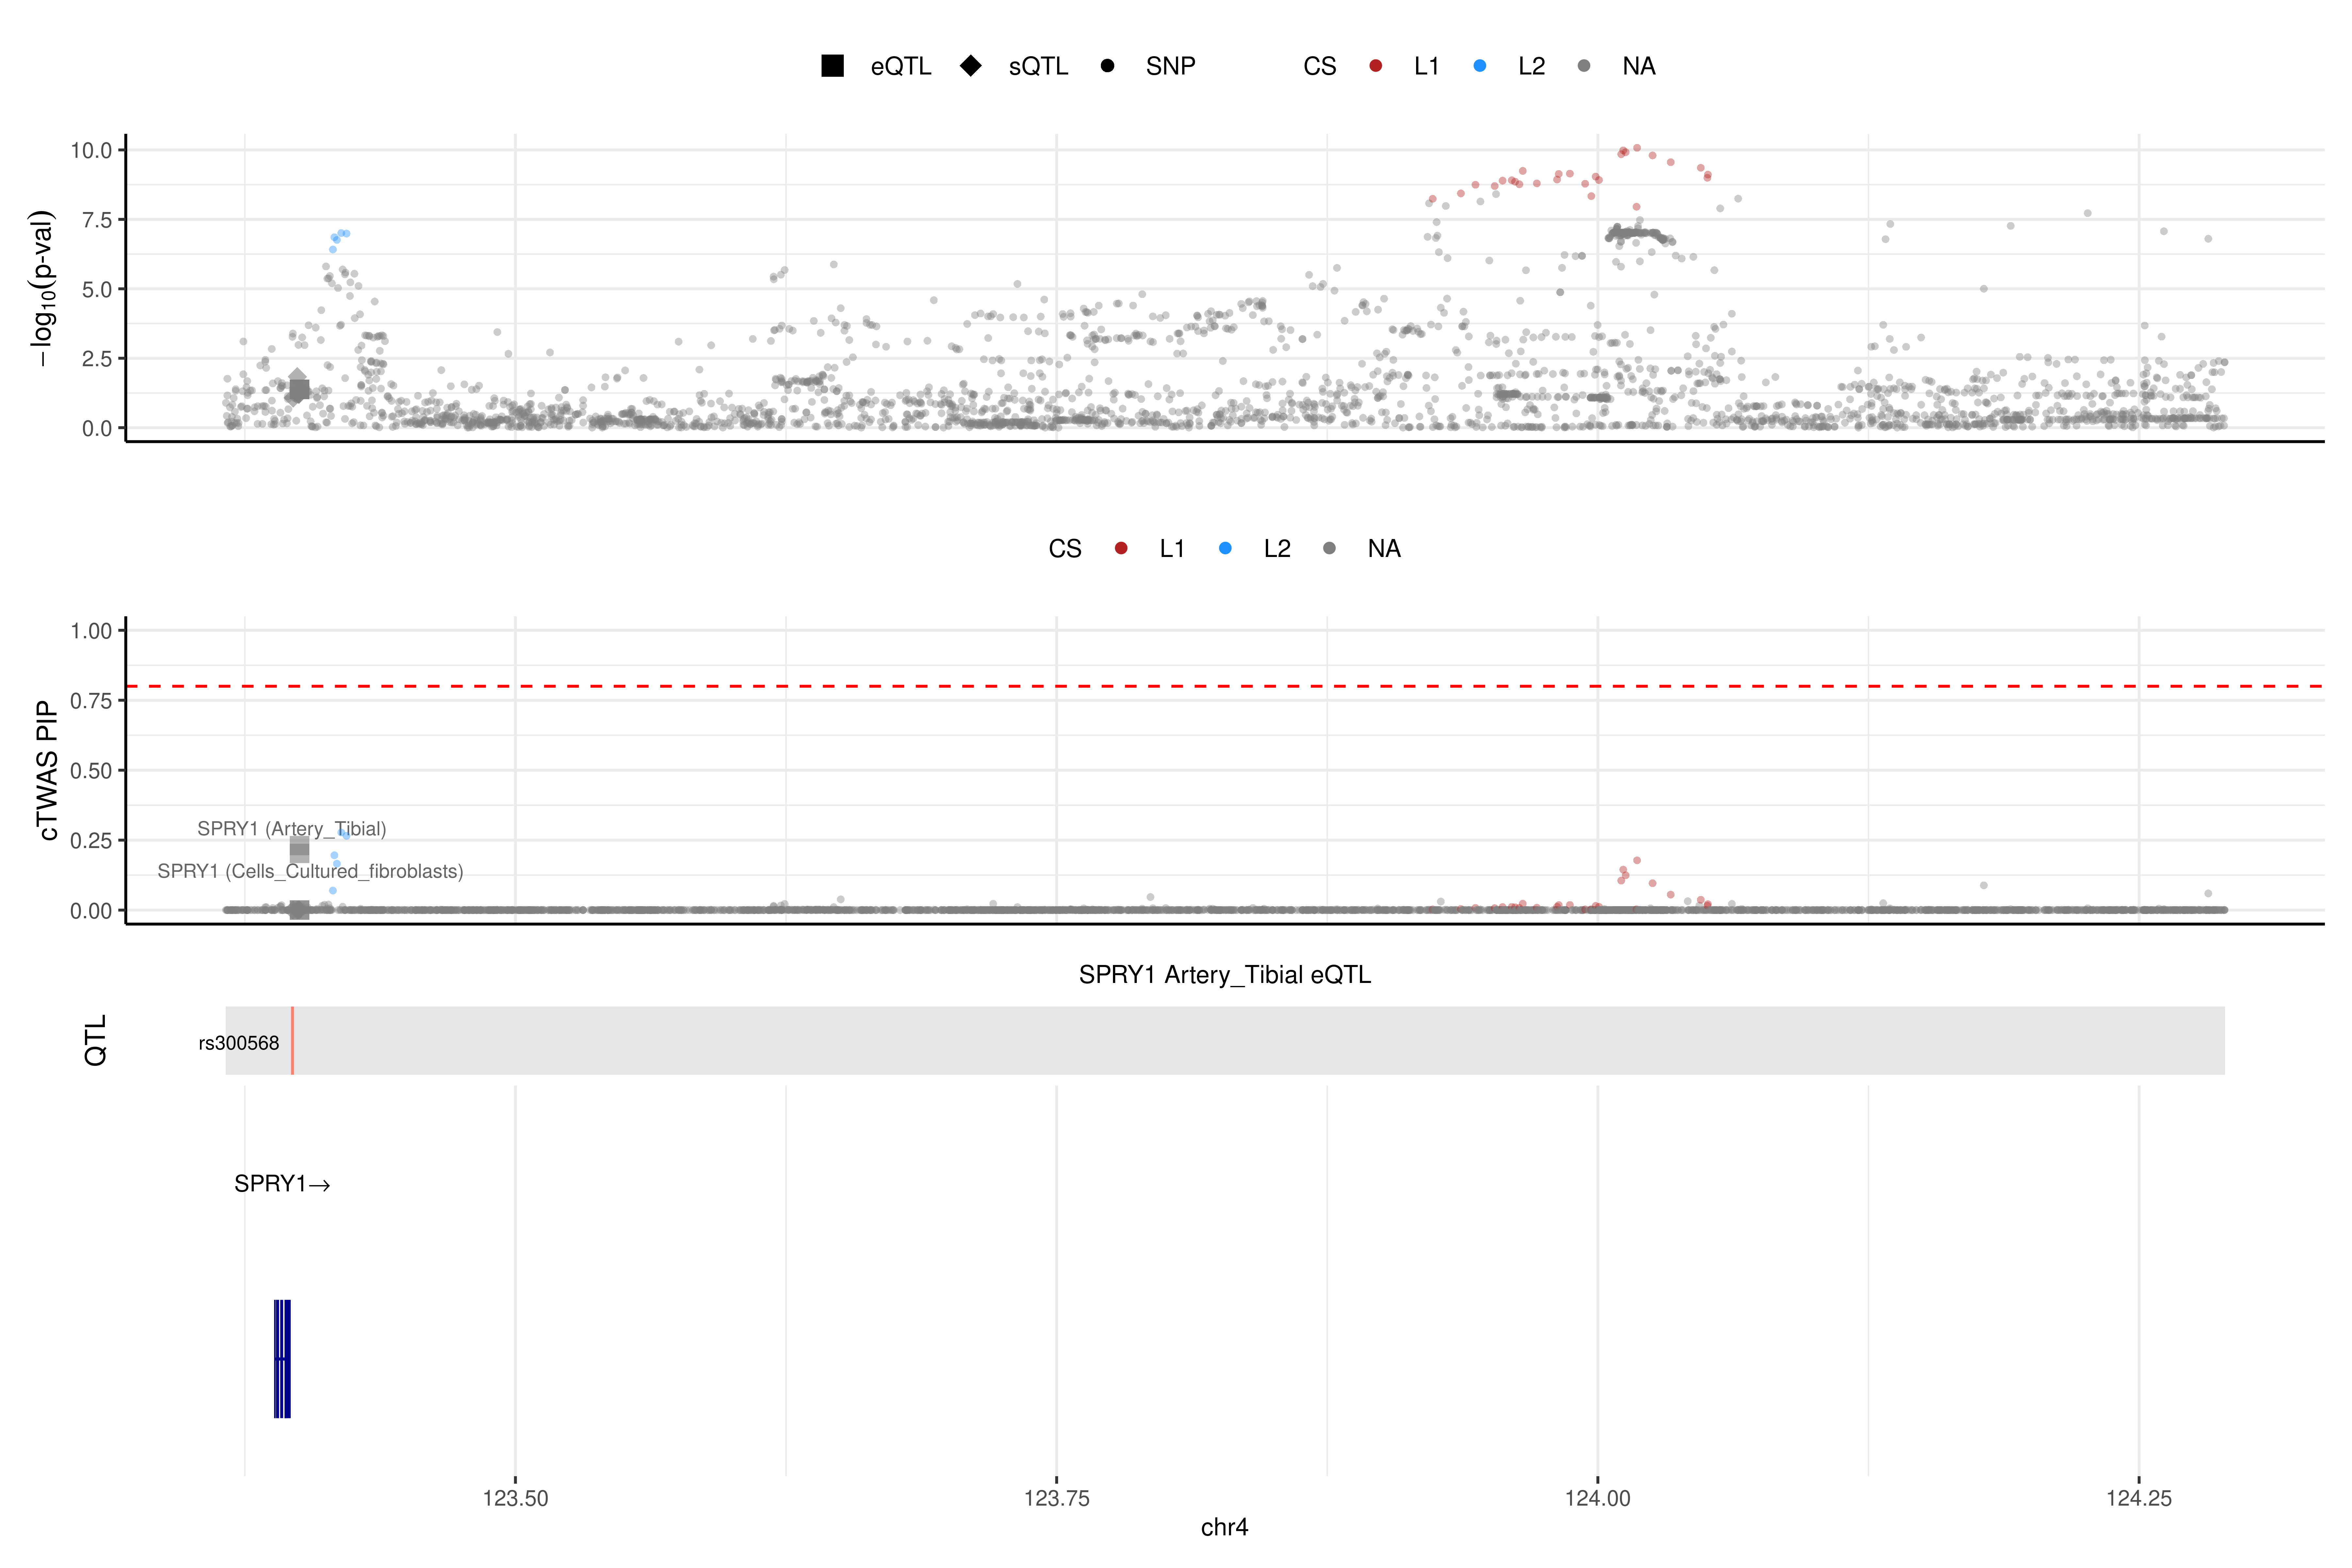 eQTL sQTL SNP CS L1 L2 NA
10.0
7.5
5.0
2.5
0.0
−log10(p-val)
CS L1 L2 NA
1.00
0.75
0.50
0.25
0.00
cTWAS PIP
SPRY1 (Artery_Tibial)
SPRY1 (Cells_Cultured_fibroblasts)
SPRY1 Artery_Tibial eQTL
QTL
rs300568
SPRY1→
123.50 123.75 124.00 124.25
chr4